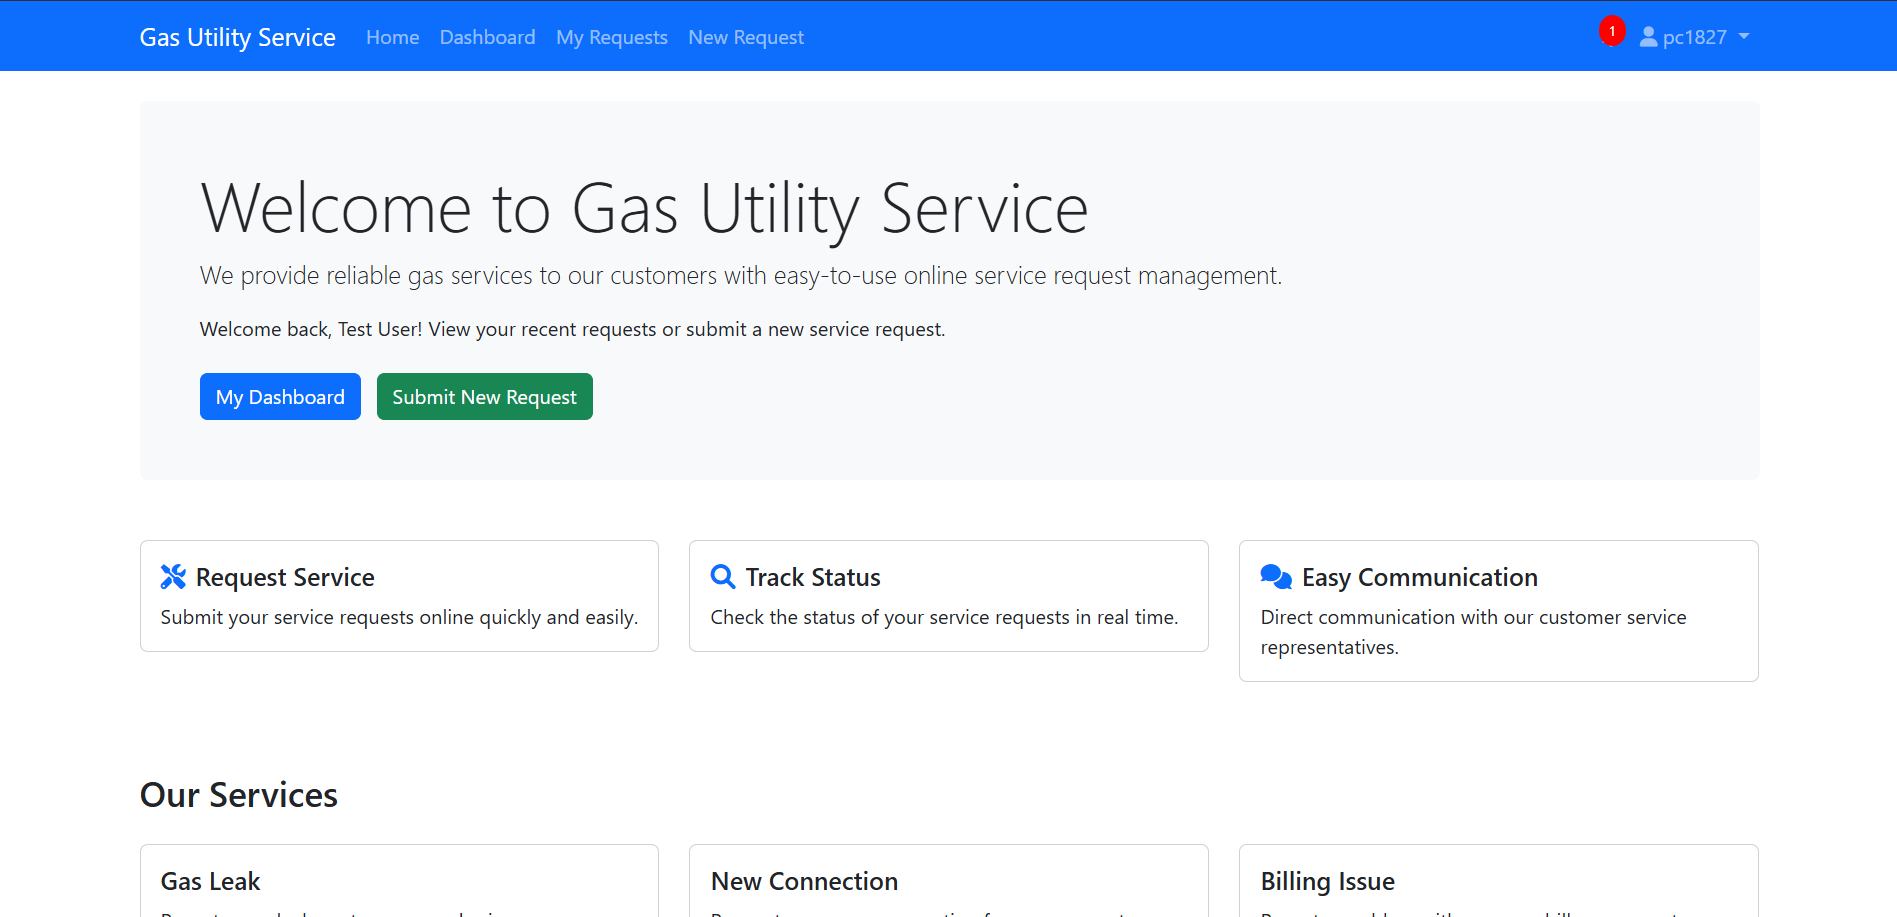 Gas Utility Service Home Dashboard My Requests New Request 1 pc1827
Welcome to Gas Utility Service
We provide reliable gas services to our customers with easy-to-use online service request management.
Welcome back, Test User! View your recent requests or submit a new service request.
My Dashboard Submit New Request
Request Service
Submit your service requests online quickly and easily.
Track Status
Check the status of your service requests in real time.
Easy Communication
Direct communication with our customer service
representatives.
Our Services
Gas Leak
New Connection
Billing Issue